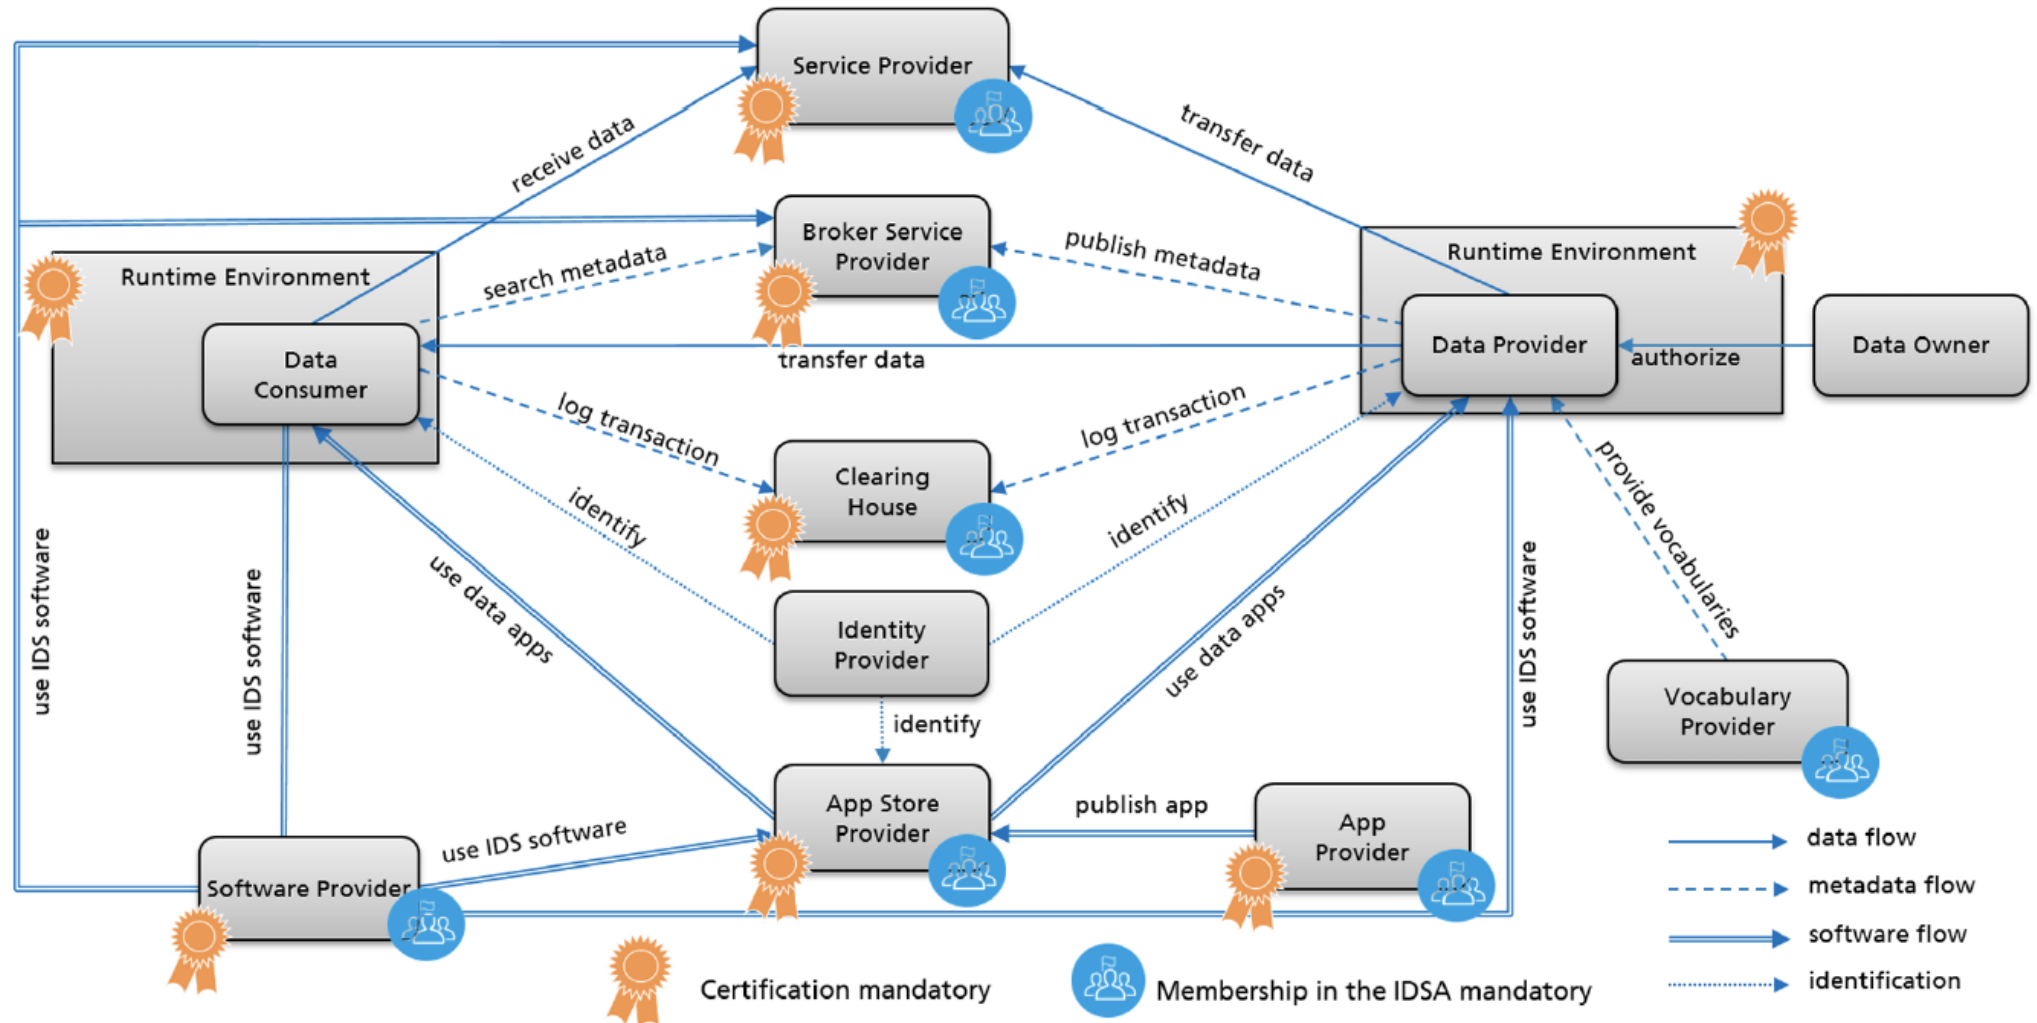 Service Provider
receive data
transfer data
Broker Service
Provider
search metadata
publish metadata
Runtime Environment
Runtime Environment
Data
Consumer
Data Provider
Data Owner
authorize
transfer data
log transaction
log transaction
Clearing
House
identify
identify
provide vocabularies
use IDS software
use IDS software
use data apps
Identity
Provider
use data apps
use IDS software
identify
Vocabulary
Provider
App Store
Provider
publish app
App
Provider
use IDS software
Software Provider
data flow
metadata flow
software flow
identification
Certification mandatory
Membership in the IDSA mandatory